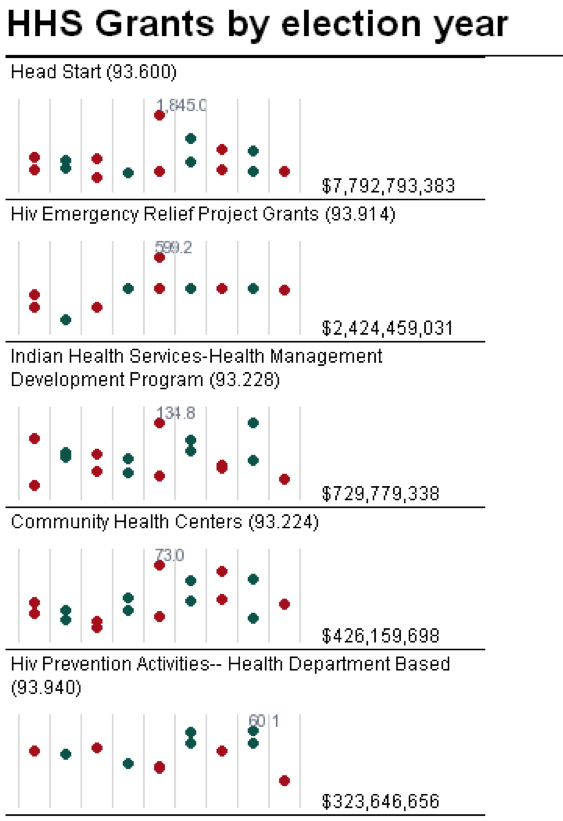 HHS Grants by election year
Head Start (93.600)
1,845.0
$7,792,793,383
Hiv Emergency Relief Project Grants (93.914)
599.2
$2,424,459,031
Indian Health Services-Health Management
Development Program (93.228)
134.8
$729,779,338
Community Health Centers (93.224)
73.0
$426,159,698
Hiv Prevention Activities-- Health Department Based
(93.940)
60.1
$323,646,656